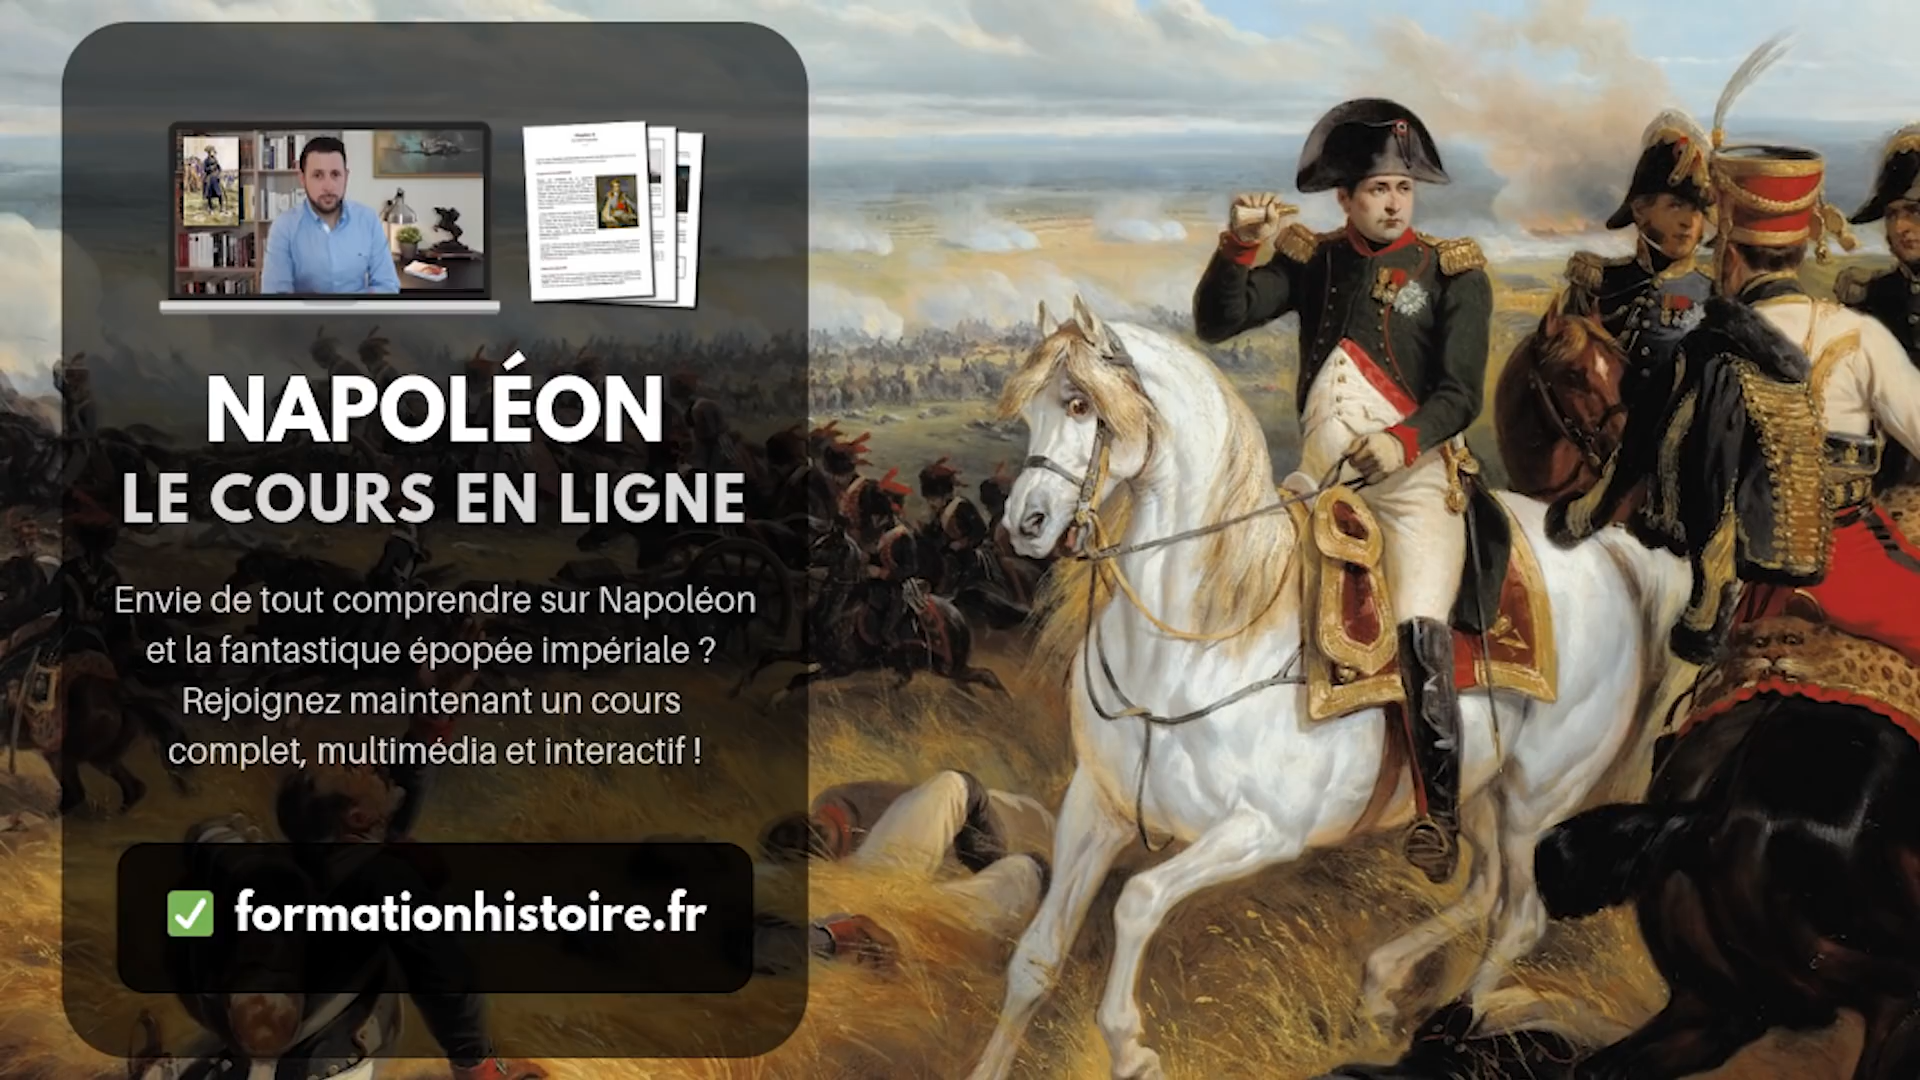 NAPOLÉON
LE COURS EN LIGNE
Envie de tout comprendre sur Napoléon
et la fantastique épopée impériale ?
Rejoignez maintenant un cours
complet, multimédia et interactif !
✅ formationhistoire.fr